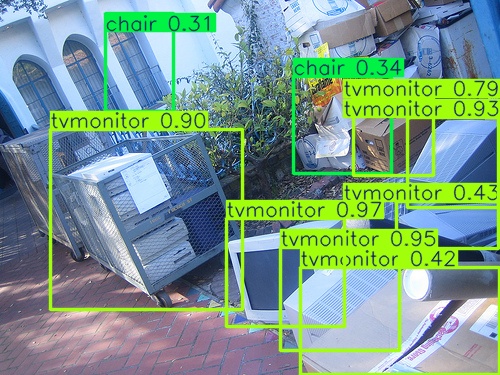 chair 0.31
chair 0.34
tvmonitor 0.79
tvmonitor 0.93
tvmonitor 0.90
tvmonitor 0.43
tvmonitor 0.97
tvmonitor 0.95
tvmonitor 0.42